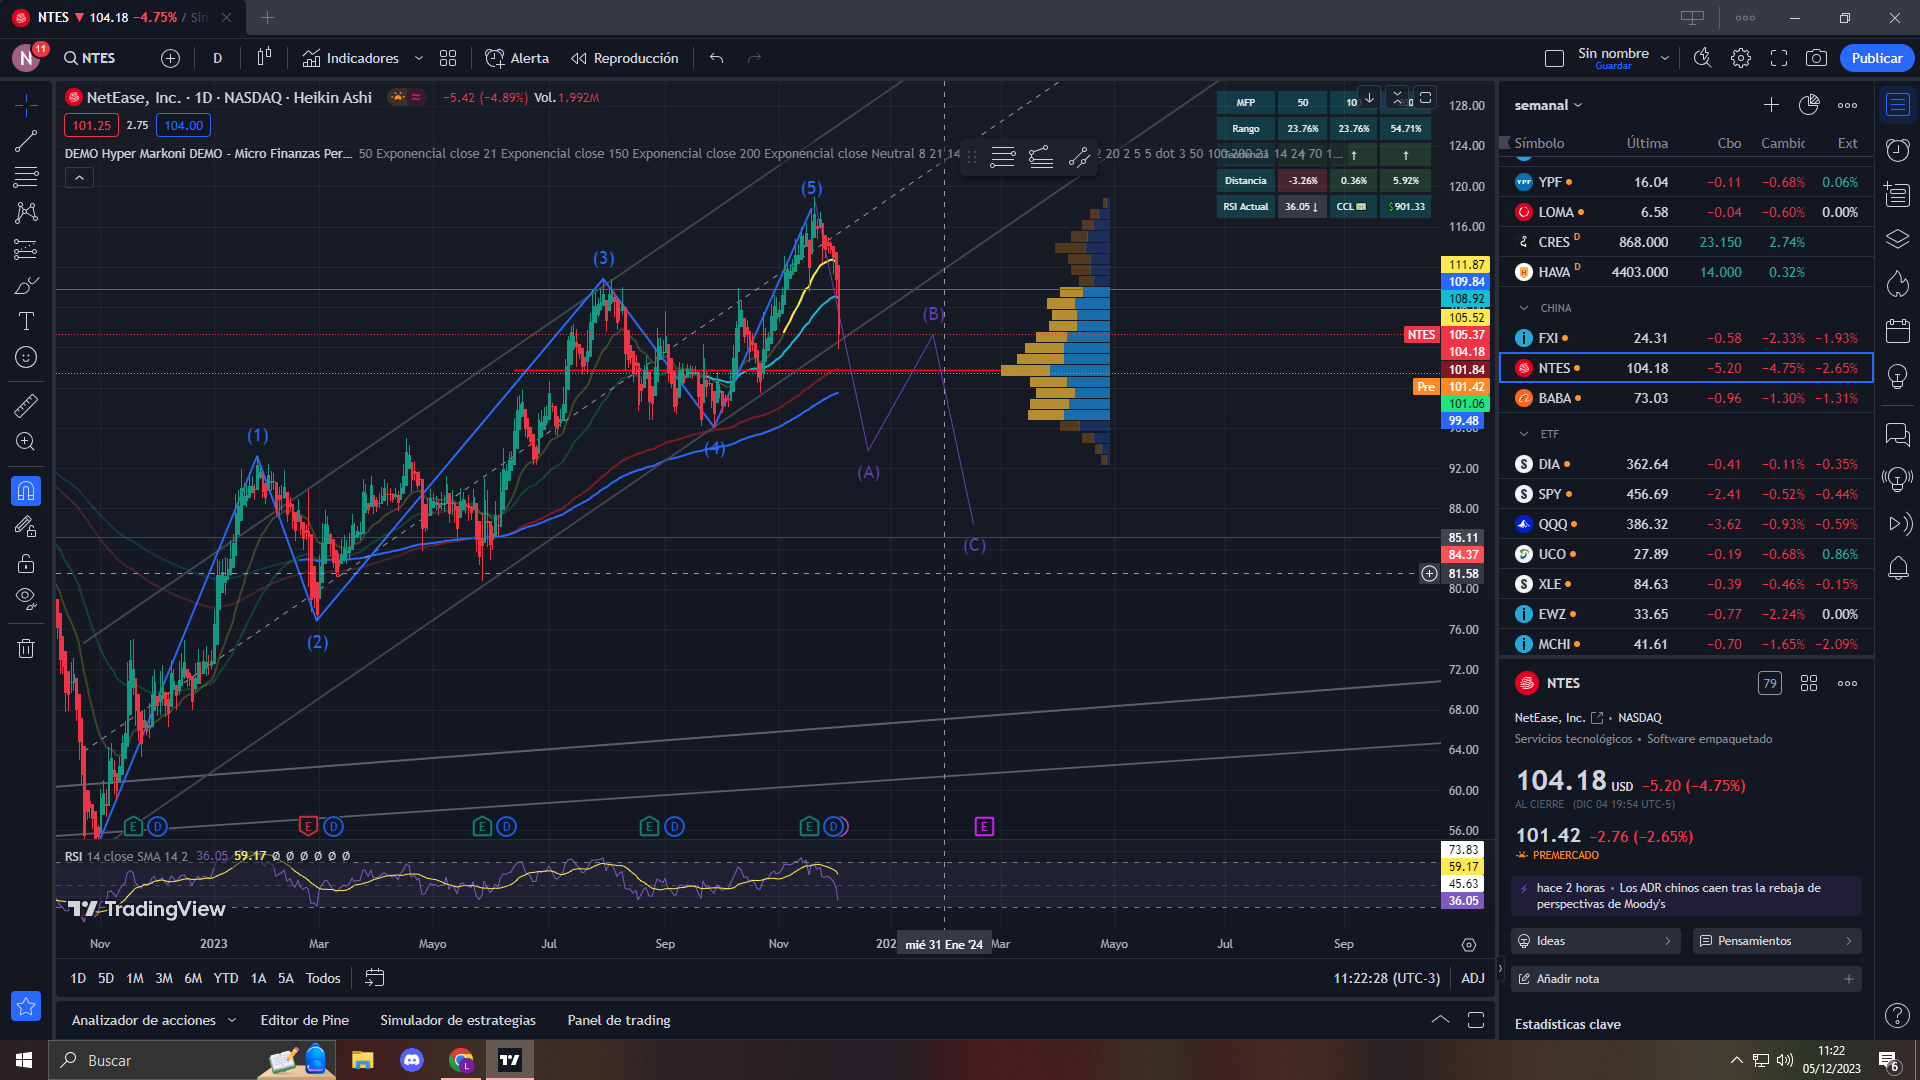 NTES ▼ 104.18 −4.75% / Sin
N 11 NTES D Indicadores Alerta Reproducción Sin nombre Guardar Publicar
NetEase, Inc. · 1D · NASDAQ · Heikin Ashi −5.42 (−4.89%) Vol. 1.992M
101.25 2.75 104.00
DEMO Hyper Markoni DEMO - Micro Finanzas Per... 50 Exponencial close 21 Exponencial close 150 Exponencial close 200 Exponencial close Neutral 8 21 14
MFP 50
Rango 23.76% 23.76% 54.71%
↑ ↑
Distancia -3.26% 0.36% 5.92%
RSI Actual 36.05 ↓ CCL $901.33
(1)
(2)
(3)
(4)
(5)
(A)
(B)
(C)
128.00
124.00
120.00
116.00
111.87
109.84
108.92
105.52
NTES 105.37
104.18
101.84
Pre 101.42
101.06
99.48
92.00
88.00
85.11
84.37
81.58
80.00
76.00
72.00
68.00
64.00
60.00
56.00
E D E D E D E D E D E
RSI 14 close SMA 14 2 36.05 59.17 Ø Ø Ø Ø Ø Ø
73.83
59.17
45.63
36.05
TradingView
Nov 2023 Mar Mayo Jul Sep Nov 202 mié 31 Ene '24 Mar Mayo Jul Sep
1D 5D 1M 3M 6M YTD 1A 5A Todos 11:22:28 (UTC-3) ADJ
Analizador de acciones Editor de Pine Simulador de estrategias Panel de trading
semanal
Símbolo Última Cbo Cambic Ext
YPF 16.04 −0.11 −0.68% 0.06%
LOMA 6.58 −0.04 −0.60% 0.00%
CRES D 868.000 23.150 2.74%
HAVA D 4403.000 14.000 0.32%
CHINA
FXI 24.31 −0.58 −2.33% −1.93%
NTES 104.18 −5.20 −4.75% −2.65%
BABA 73.03 −0.96 −1.30% −1.31%
ETF
DIA 362.64 −0.41 −0.11% −0.35%
SPY 456.69 −2.41 −0.52% −0.44%
QQQ 386.32 −3.62 −0.93% −0.59%
UCO 27.89 −0.19 −0.68% 0.86%
XLE 84.63 −0.39 −0.46% −0.15%
EWZ 33.65 −0.77 −2.24% 0.00%
MCHI 41.61 −0.70 −1.65% −2.09%
NTES 79
NetEase, Inc. • NASDAQ
Servicios tecnológicos • Software empaquetado
104.18 USD −5.20 (−4.75%)
AL CIERRE (DIC 04 19:54 UTC-5)
101.42 −2.76 (−2.65%)
PREMERCADO
hace 2 horas • Los ADR chinos caen tras la rebaja de
perspectivas de Moody's
Ideas Pensamientos
Añadir nota
Estadísticas clave
Buscar
11:22
05/12/2023
6